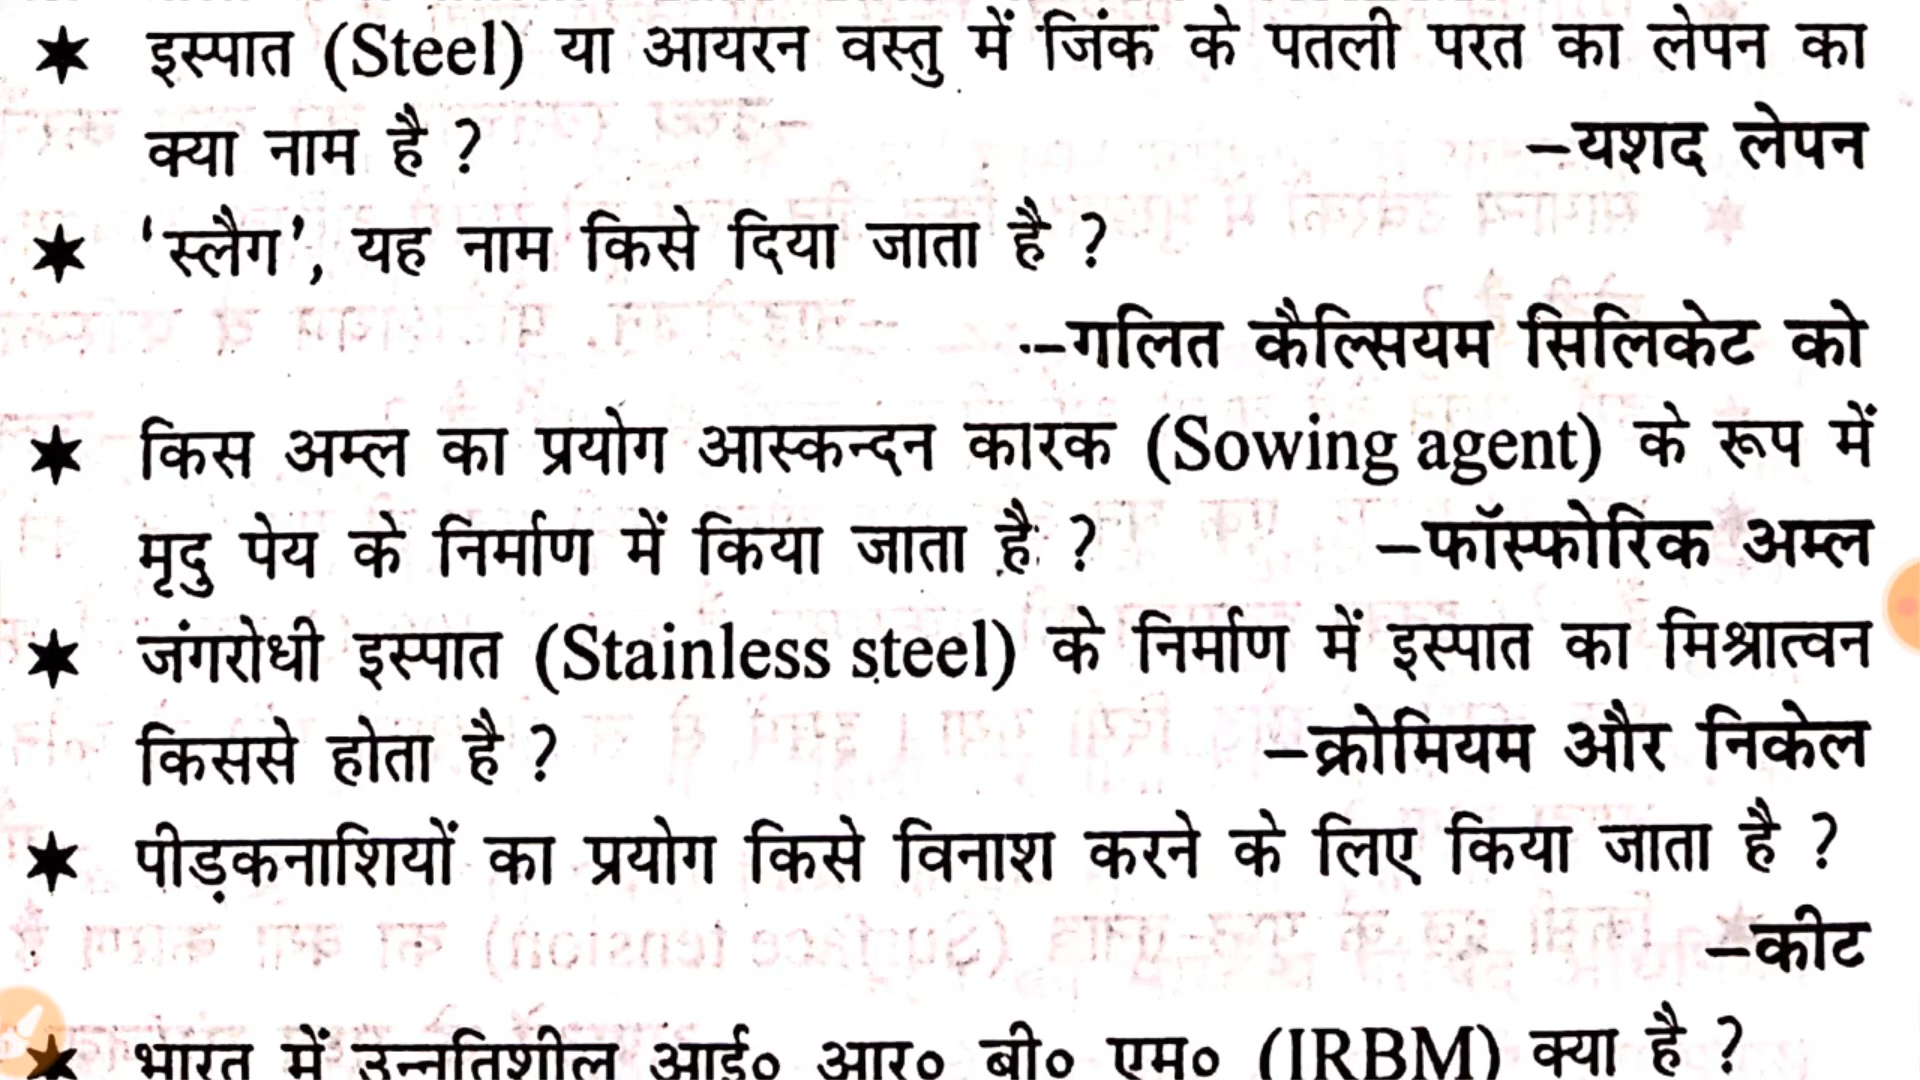 ★ इस्पात (Steel) या आयरन वस्तु में जिंक के पतली परत का लेपन का
क्या नाम है ? –यशद लेपन
★ 'स्लैग', यह नाम किसे दिया जाता है ?
–गलित कैल्सियम सिलिकेट को
★ किस अम्ल का प्रयोग आस्कन्दन कारक (Sowing agent) के रूप में
मृदु पेय के निर्माण में किया जाता है ? –फॉस्फोरिक अम्ल
★ जंगरोधी इस्पात (Stainless steel) के निर्माण में इस्पात का मिश्रात्वन
किससे होता है ? –क्रोमियम और निकेल
★ पीड़कनाशियों का प्रयोग किसे विनाश करने के लिए किया जाता है ?
–कीट
★ भारत में उन्नतिशील आई० आर० बी० एम० (IRBM) क्या है ?